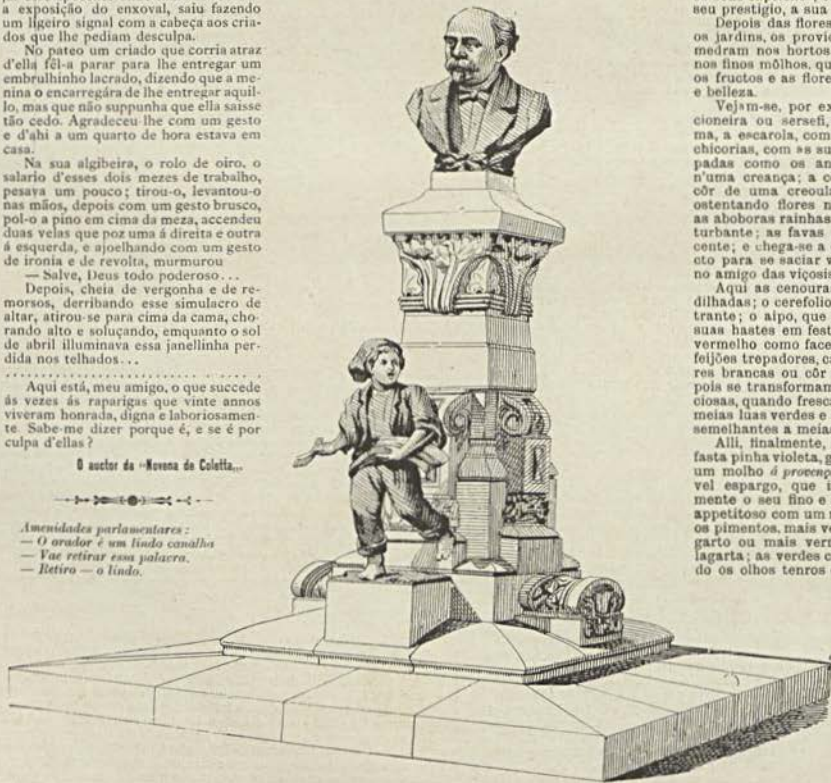 a exposição do enxoval, saiu fazendo
um ligeiro signal com a cabeça aos cria-
dos que lhe pediam desculpa.
No pateo um criado que corria atraz
d'ella fêl-a parar para lhe entregar um
embrulhinho lacrado, dizendo que a me-
nina o encarregára de lhe entregar aquil-
lo, mas que não suppunha que ella saisse
tão cedo. Agradeceu-lhe com um gesto
e d'ahi a um quarto de hora estava em
casa.
Na sua algibeira, o rolo de oiro, o
salario d'esses dois mezes de trabalho,
pesava um pouco; tirou-o, levantou-o
nas mãos, depois com um gesto brusco,
pol-o a pino em cima da meza, accendeu
duas velas que poz uma á direita e outra
á esquerda, e ajoelhando com um gesto
de ironia e de revolta, murmurou
— Salve, Deus todo poderoso...
Depois, cheia de vergonha e de re-
morsos, derribando esse simulacro de
altar, atirou-se para cima da cama, cho-
rando alto e soluçando, emquanto o sol
de abril illuminava essa janellinha per-
dida nos telhados...
Aqui está, meu amigo, o que succede
ás vezes ás raparigas que vinte annos
viveram honrada, digna e laboriosamen-
te. Sabe-me dizer porque é, e se é por
culpa d'ellas?
O auctor da «Novena de Coletta».
Amenidades parlamentares:
— O orador é um lindo canalha
— Vae retirar essa palavra.
— Retiro — o lindo.
seu prestigio, a sua
Depois das flores
os jardins, os provid
medram nos hortos
nos finos môlhos, qu
os fructos e as flore
e belleza.
Vejam-se, por ex
cioneira ou sersefi,
ma, a escarola, com
chicorias, com as su
padas como os an
n'uma creança; a c
côr de uma creoul
ostentando flores n
as aboboras rainhas
turbante; as favas
cente; e chega-se a
cto para se saciar v
no amigo das viçosi
Aqui as cenoura
dilhadas; o cerefolio
trante; o aipo, que
suas hastes em fest
vermelho como face
feijões trepadores, c
res brancas ou côr
pois se transforman
ciosas, quando fresc
meias luas verdes e
semelhantes a meia
Alli, finalmente,
fasta pinha violeta, g
um molho á provenç
vel espargo, que i
mente o seu fino e
appetitoso com um
os pimentos, mais ve
garto ou mais vern
lagarta; as verdes c
do os olhos tenros